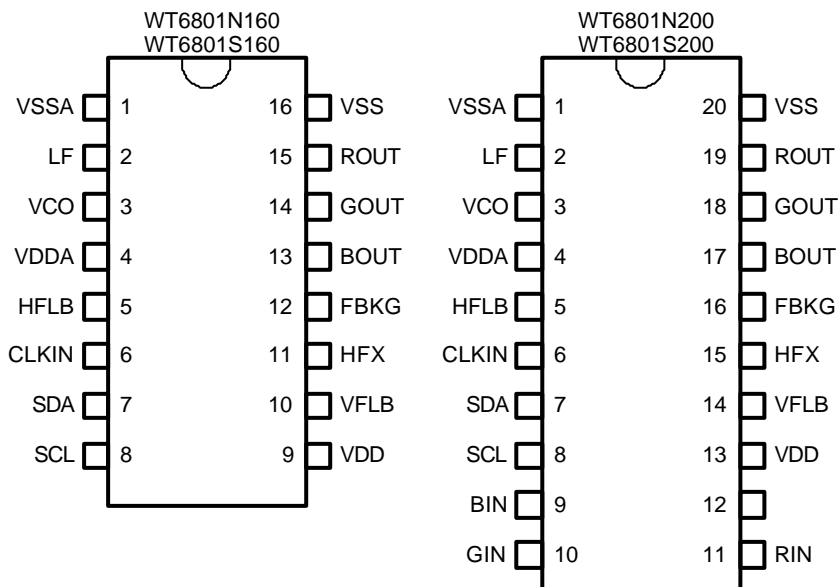 WT6801N160
WT6801S160
VSSA 1 16 VSS
LF 2 15 ROUT
VCO 3 14 GOUT
VDDA 4 13 BOUT
HFLB 5 12 FBKG
CLKIN 6 11 HFX
SDA 7 10 VFLB
SCL 8 9 VDD
WT6801N200
WT6801S200
VSSA 1 20 VSS
LF 2 19 ROUT
VCO 3 18 GOUT
VDDA 4 17 BOUT
HFLB 5 16 FBKG
CLKIN 6 15 HFX
SDA 7 14 VFLB
SCL 8 13 VDD
BIN 9 12
GIN 10 11 RIN